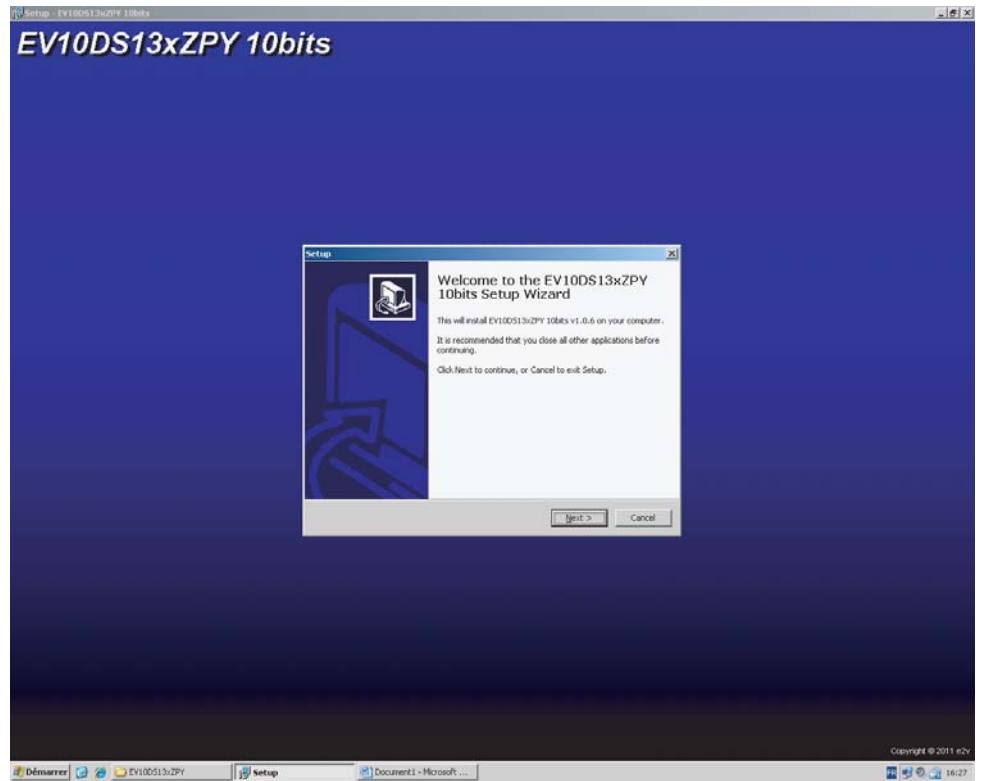 Setup - EV10DS13xZPY 10bits
EV10DS13xZPY 10bits
Setup
Welcome to the EV10DS13xZPY
10bits Setup Wizard
This will install EV10DS13xZPY 10bits v1.0.6 on your computer.
It is recommended that you close all other applications before
continuing.
Click Next to continue, or Cancel to exit Setup.
Next >
Cancel
Copyright © 2011 e2v
Démarrer
EV10DS13xZPY
Setup
Document1 - Microsoft ...
FR
16:27